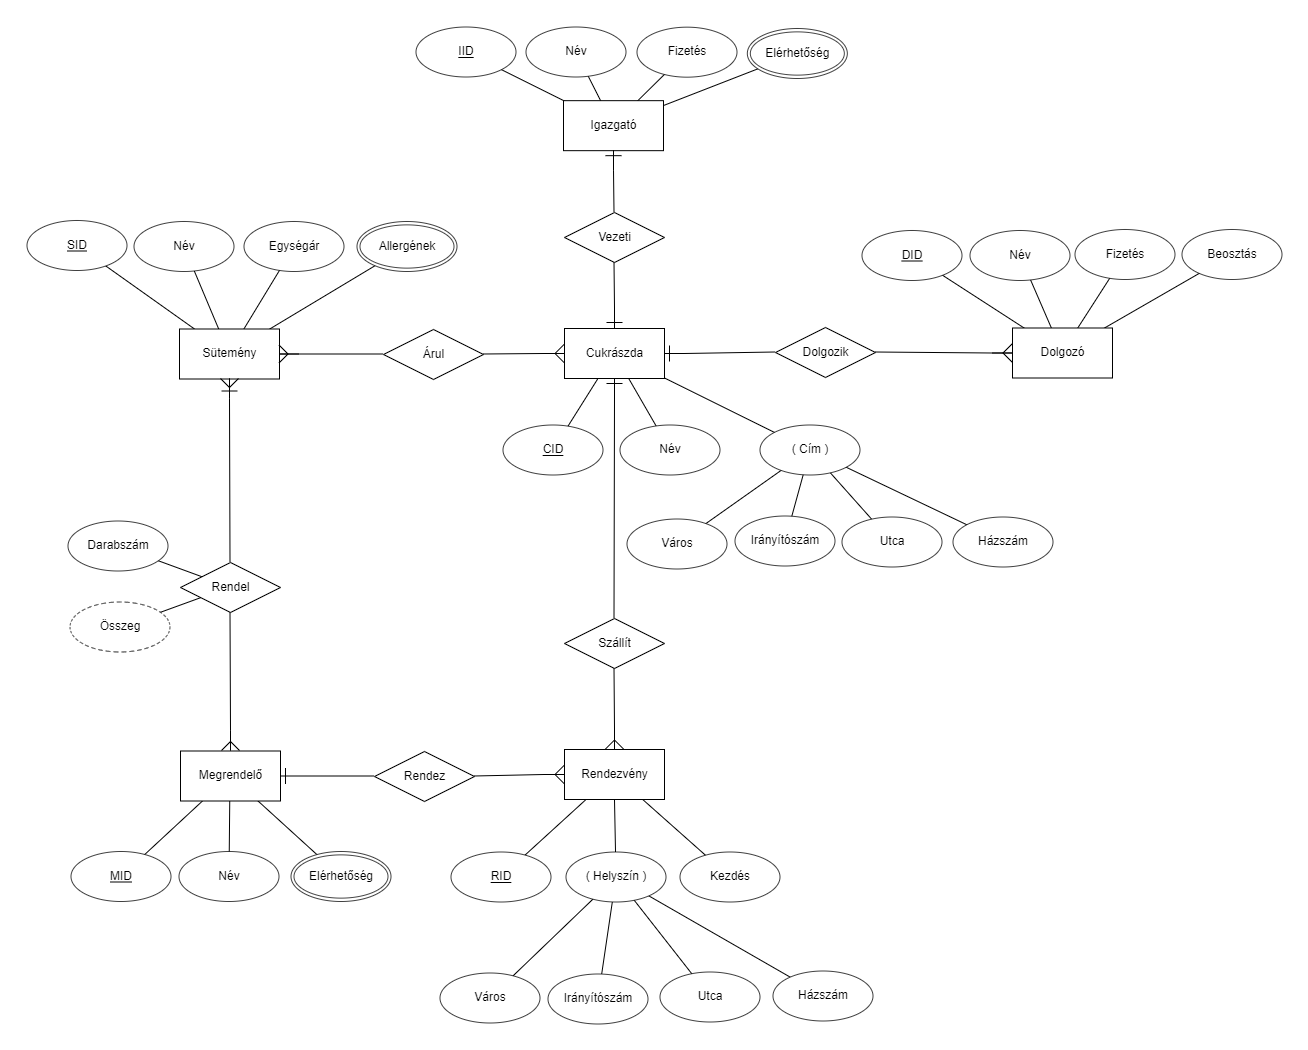 IID
Név
Fizetés
Elérhetőség
Igazgató
Vezeti
SID
Név
Egységár
Allergének
DID
Név
Fizetés
Beosztás
Sütemény
Árul
Cukrászda
Dolgozik
Dolgozó
CID
Név
( Cím )
Város
Irányítószám
Utca
Házszám
Darabszám
Rendel
Összeg
Szállít
Megrendelő
Rendez
Rendezvény
MID
Név
Elérhetőség
RID
( Helyszín )
Kezdés
Város
Irányítószám
Utca
Házszám